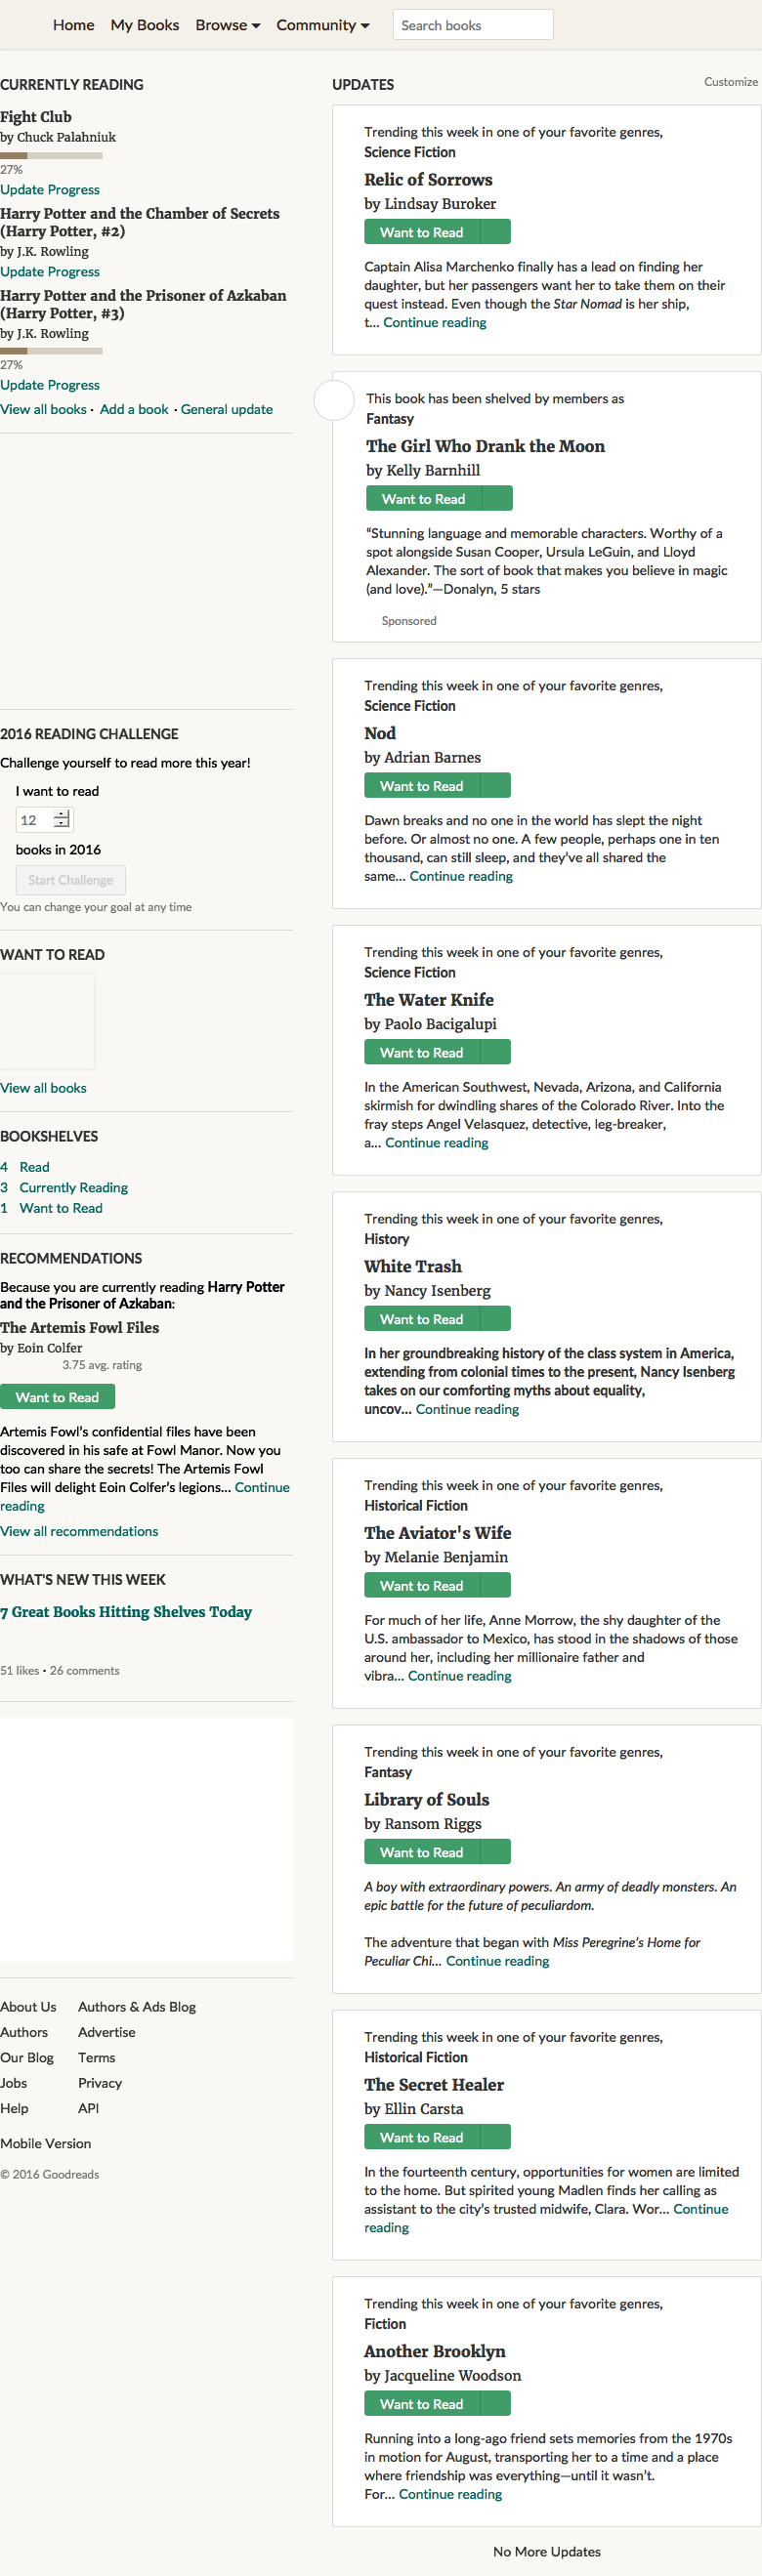 Home My Books Browse Community Search books
CURRENTLY READING
Fight Club
by Chuck Palahniuk
27%
Update Progress
Harry Potter and the Chamber of Secrets
(Harry Potter, #2)
by J.K. Rowling
Update Progress
Harry Potter and the Prisoner of Azkaban
(Harry Potter, #3)
by J.K. Rowling
27%
Update Progress
View all books · Add a book · General update
2016 READING CHALLENGE
Challenge yourself to read more this year!
I want to read
12
books in 2016
Start Challenge
You can change your goal at any time
WANT TO READ
View all books
BOOKSHELVES
4 Read
3 Currently Reading
1 Want to Read
RECOMMENDATIONS
Because you are currently reading Harry Potter
and the Prisoner of Azkaban:
The Artemis Fowl Files
by Eoin Colfer
3.75 avg. rating
Want to Read
Artemis Fowl's confidential files have been
discovered in his safe at Fowl Manor. Now you
too can share the secrets! The Artemis Fowl
Files will delight Eoin Colfer's legions... Continue
reading
View all recommendations
WHAT'S NEW THIS WEEK
7 Great Books Hitting Shelves Today
51 likes · 26 comments
About Us Authors & Ads Blog
Authors Advertise
Our Blog Terms
Jobs Privacy
Help API
Mobile Version
© 2016 Goodreads
UPDATES Customize
Trending this week in one of your favorite genres,
Science Fiction
Relic of Sorrows
by Lindsay Buroker
Want to Read
Captain Alisa Marchenko finally has a lead on finding her
daughter, but her passengers want her to take them on their
quest instead. Even though the Star Nomad is her ship,
t... Continue reading
This book has been shelved by members as
Fantasy
The Girl Who Drank the Moon
by Kelly Barnhill
Want to Read
“Stunning language and memorable characters. Worthy of a
spot alongside Susan Cooper, Ursula LeGuin, and Lloyd
Alexander. The sort of book that makes you believe in magic
(and love).”—Donalyn, 5 stars
Sponsored
Trending this week in one of your favorite genres,
Science Fiction
Nod
by Adrian Barnes
Want to Read
Dawn breaks and no one in the world has slept the night
before. Or almost no one. A few people, perhaps one in ten
thousand, can still sleep, and they’ve all shared the
same... Continue reading
Trending this week in one of your favorite genres,
Science Fiction
The Water Knife
by Paolo Bacigalupi
Want to Read
In the American Southwest, Nevada, Arizona, and California
skirmish for dwindling shares of the Colorado River. Into the
fray steps Angel Velasquez, detective, leg-breaker,
a... Continue reading
Trending this week in one of your favorite genres,
History
White Trash
by Nancy Isenberg
Want to Read
In her groundbreaking history of the class system in America,
extending from colonial times to the present, Nancy Isenberg
takes on our comforting myths about equality,
uncov... Continue reading
Trending this week in one of your favorite genres,
Historical Fiction
The Aviator's Wife
by Melanie Benjamin
Want to Read
For much of her life, Anne Morrow, the shy daughter of the
U.S. ambassador to Mexico, has stood in the shadows of those
around her, including her millionaire father and
vibra... Continue reading
Trending this week in one of your favorite genres,
Fantasy
Library of Souls
by Ransom Riggs
Want to Read
A boy with extraordinary powers. An army of deadly monsters. An
epic battle for the future of peculiardom.
The adventure that began with Miss Peregrine’s Home for
Peculiar Chi... Continue reading
Trending this week in one of your favorite genres,
Historical Fiction
The Secret Healer
by Ellin Carsta
Want to Read
In the fourteenth century, opportunities for women are limited
to the home. But spirited young Madlen finds her calling as
assistant to the city’s trusted midwife, Clara. Wor... Continue
reading
Trending this week in one of your favorite genres,
Fiction
Another Brooklyn
by Jacqueline Woodson
Want to Read
Running into a long-ago friend sets memories from the 1970s
in motion for August, transporting her to a time and a place
where friendship was everything—until it wasn’t.
For... Continue reading
No More Updates